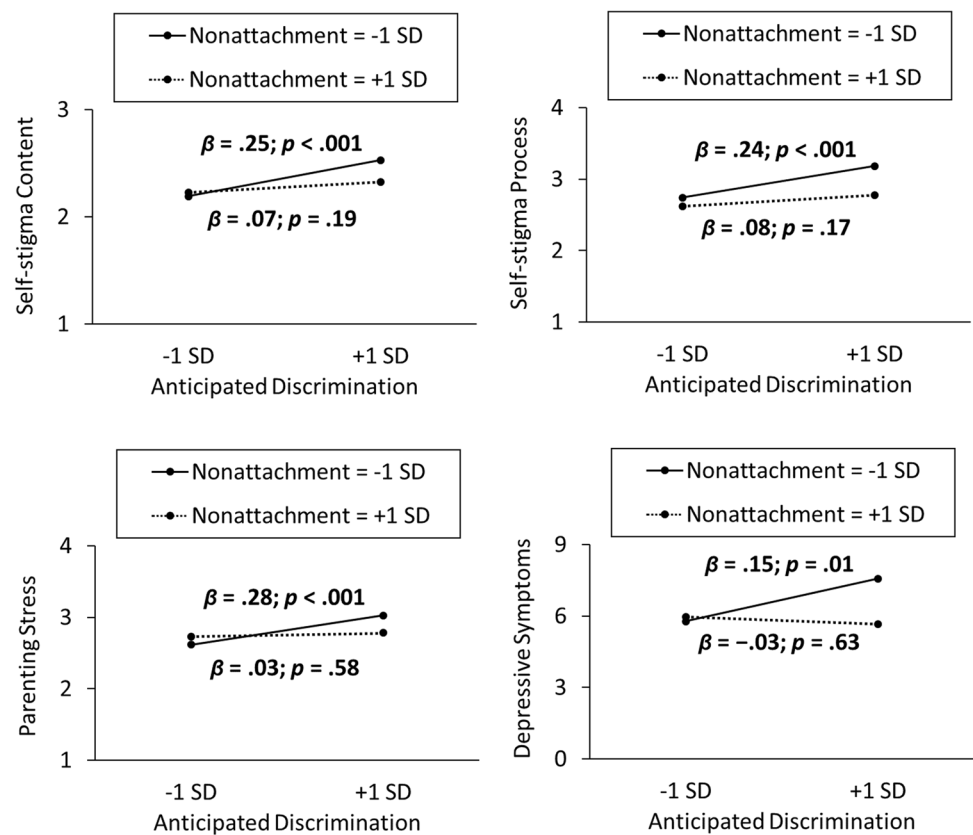 Nonattachment = -1 SD
Nonattachment = +1 SD
Self-stigma Content
3
2
1
β = .25; p < .001
β = .07; p = .19
-1 SD
+1 SD
Anticipated Discrimination
Nonattachment = -1 SD
Nonattachment = +1 SD
Self-stigma Process
4
3
2
1
β = .24; p < .001
β = .08; p = .17
-1 SD
+1 SD
Anticipated Discrimination
Nonattachment = -1 SD
Nonattachment = +1 SD
Parenting Stress
4
3
2
1
β = .28; p < .001
β = .03; p = .58
-1 SD
+1 SD
Anticipated Discrimination
Nonattachment = -1 SD
Nonattachment = +1 SD
Depressive Symptoms
9
6
3
0
β = .15; p = .01
β = −.03; p = .63
-1 SD
+1 SD
Anticipated Discrimination